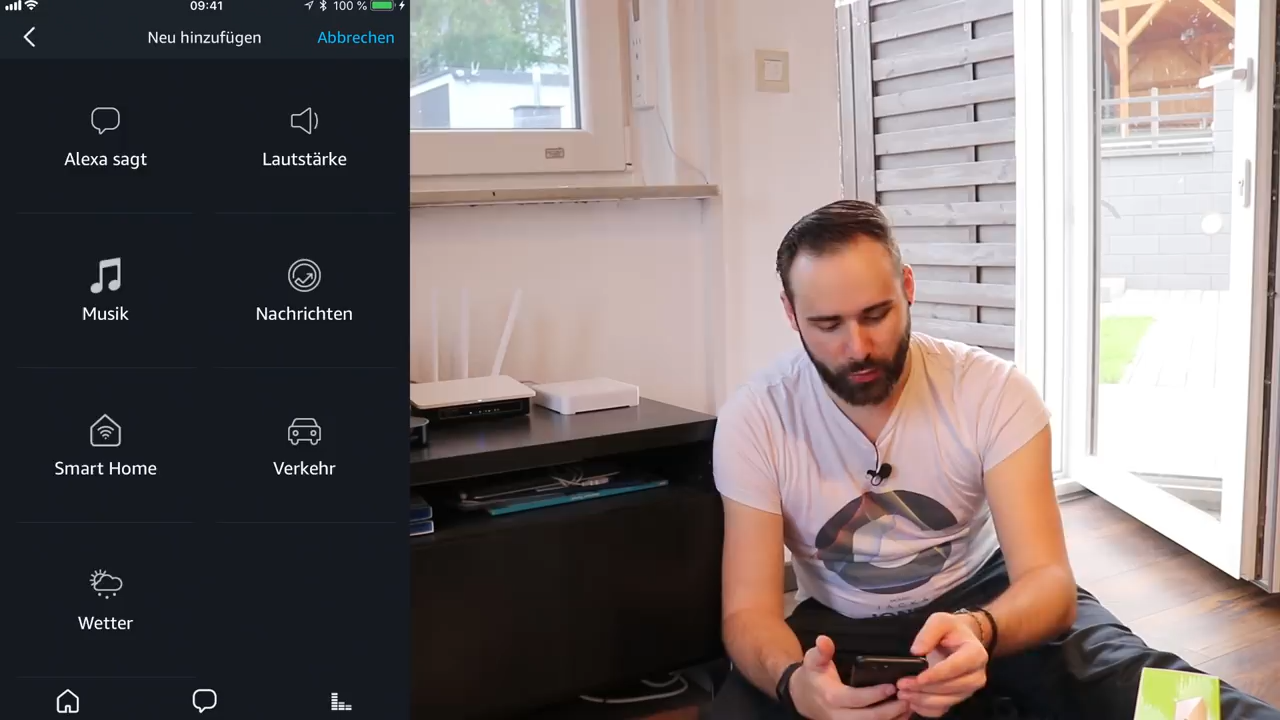 09:41
100 %
Neu hinzufügen
Abbrechen
Alexa sagt
Lautstärke
Musik
Nachrichten
Smart Home
Verkehr
Wetter